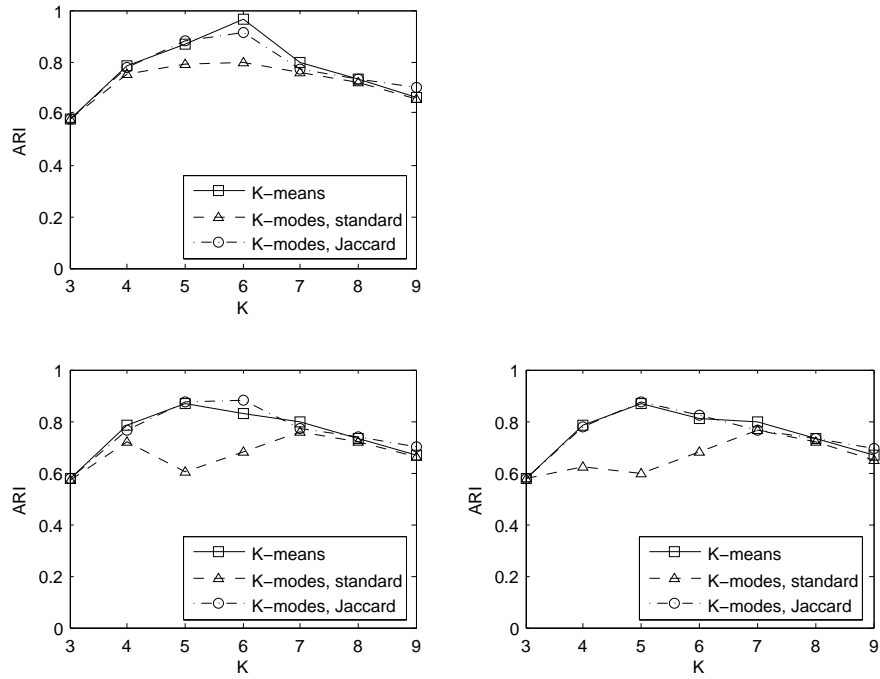 1
0.8
0.6
0.4
0.2
0
ARI
3 4 5 6 7 8 9
K
K−means
K−modes, standard
K−modes, Jaccard
1
0.8
0.6
0.4
0.2
0
ARI
3 4 5 6 7 8 9
K
K−means
K−modes, standard
K−modes, Jaccard
1
0.8
0.6
0.4
0.2
0
ARI
3 4 5 6 7 8 9
K
K−means
K−modes, standard
K−modes, Jaccard